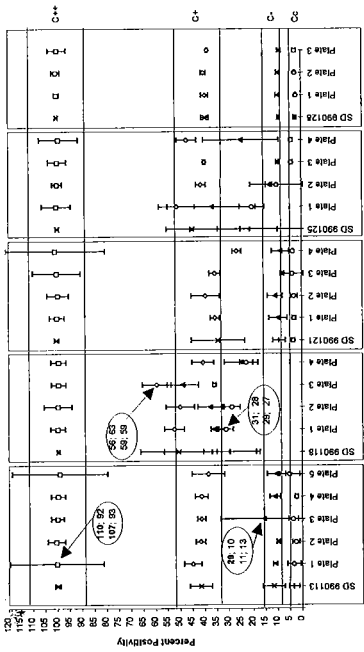 C++
C+
C-
Cc
Percent Positivity
120
115
110
105
100
95
90
85
80
75
70
65
60
55
50
45
40
35
30
25
20
15
10
5
0
110; 92
107; 93
29; 10
11; 13
56; 63
59; 59
31; 28
29; 27
SD 990113
Plate 1
Plate 2
Plate 3
Plate 4
Plate 5
SD 990118
Plate 1
Plate 2
Plate 3
Plate 4
SD 990121
Plate 1
Plate 2
Plate 3
Plate 4
SD 990125
Plate 1
Plate 2
Plate 3
Plate 4
SD 990128
Plate 1
Plate 2
Plate 3